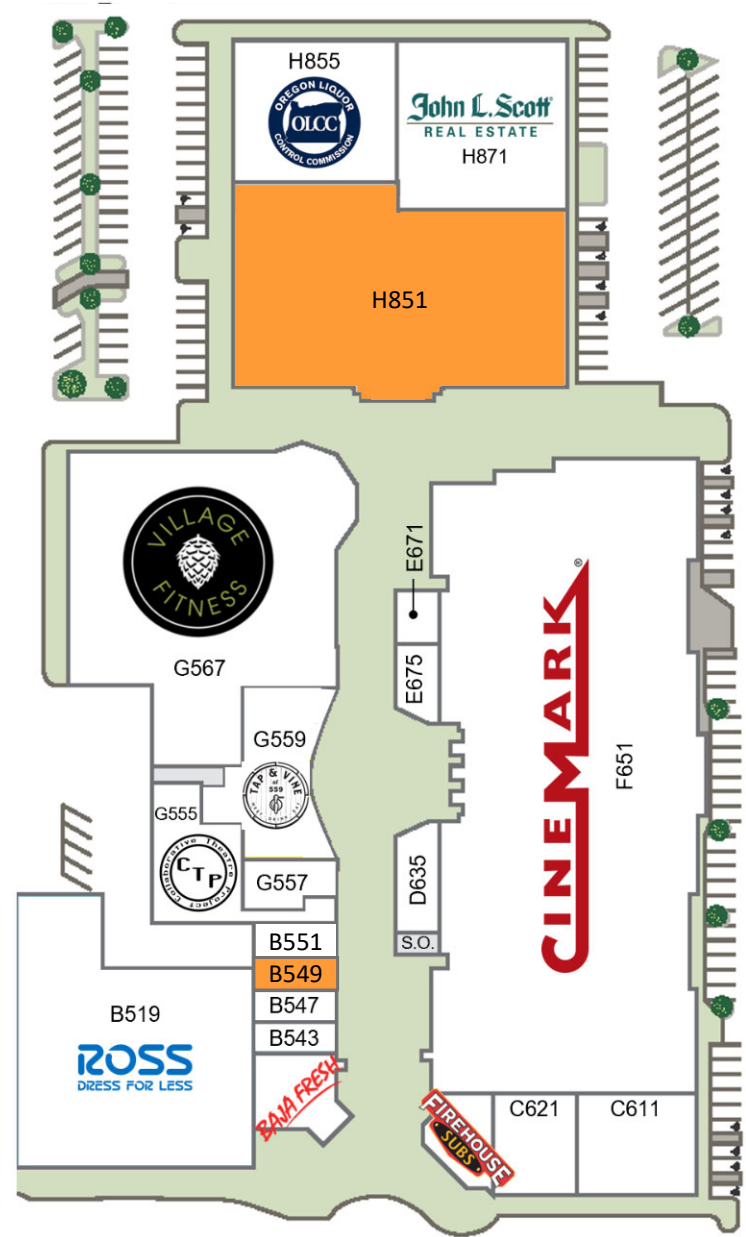 H855
OREGON LIQUOR
OLCC
CONTROL COMMISSION
John L. Scott
REAL ESTATE
H871
H851
VILLAGE
FITNESS
G567
E671
E675
CINEMARK®
F651
G559
TAP & VINE
at
559
G555
Collaborative Theatre Project
CTP
G557
D635
S.O.
B551
B549
B547
B543
B519
ROSS
DRESS FOR LESS
BAJA FRESH
FIREHOUSE
SUBS
C621
C611